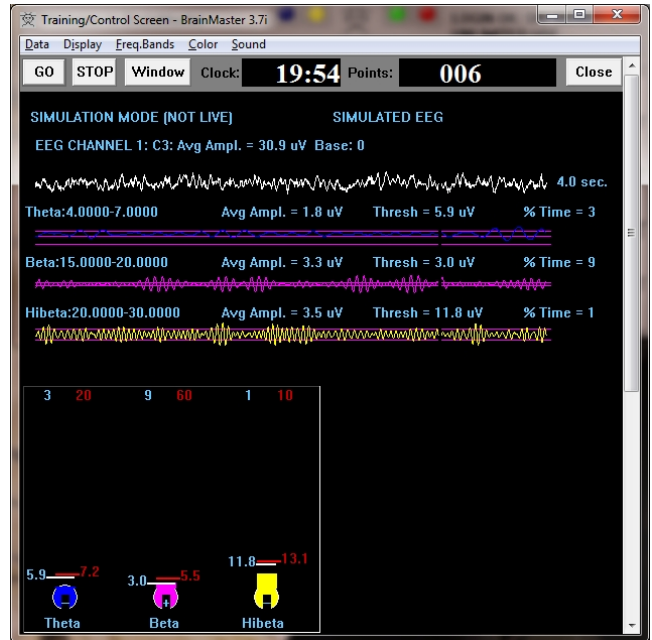 Training/Control Screen - BrainMaster 3.7i
Data Display Freq.Bands Color Sound
GO STOP Window Clock: 19:54 Points: 006 Close
SIMULATION MODE (NOT LIVE) SIMULATED EEG
EEG CHANNEL 1: C3: Avg Ampl. = 30.9 uV Base: 0
4.0 sec.
Theta:4.0000-7.0000 Avg Ampl. = 1.8 uV Thresh = 5.9 uV % Time = 3
Beta:15.0000-20.0000 Avg Ampl. = 3.3 uV Thresh = 3.0 uV % Time = 9
Hibeta:20.0000-30.0000 Avg Ampl. = 3.5 uV Thresh = 11.8 uV % Time = 1
3 20 9 60 1 10
11.8 13.1
5.9 7.2 3.0 5.5
- + -
Theta Beta Hibeta